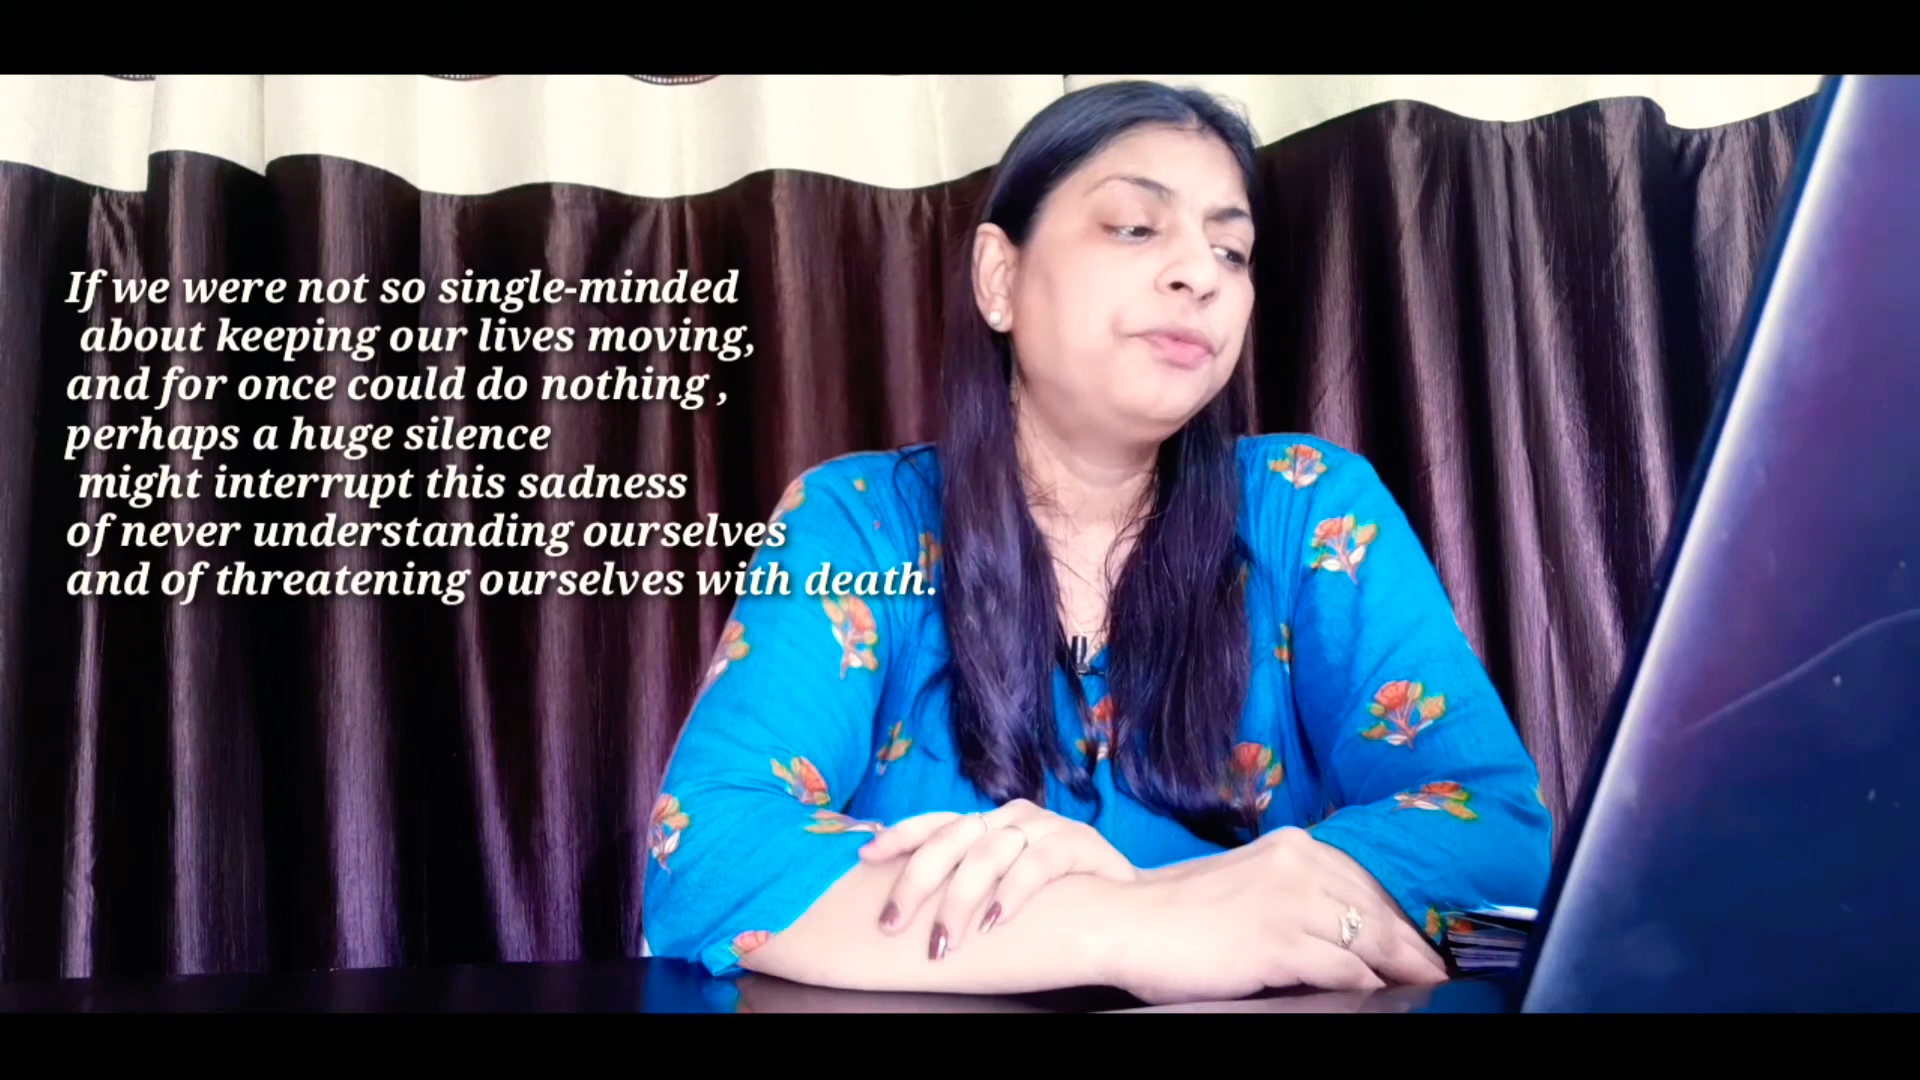 If we were not so single-minded
about keeping our lives moving,
and for once could do nothing ,
perhaps a huge silence
might interrupt this sadness
of never understanding ourselves
and of threatening ourselves with death.